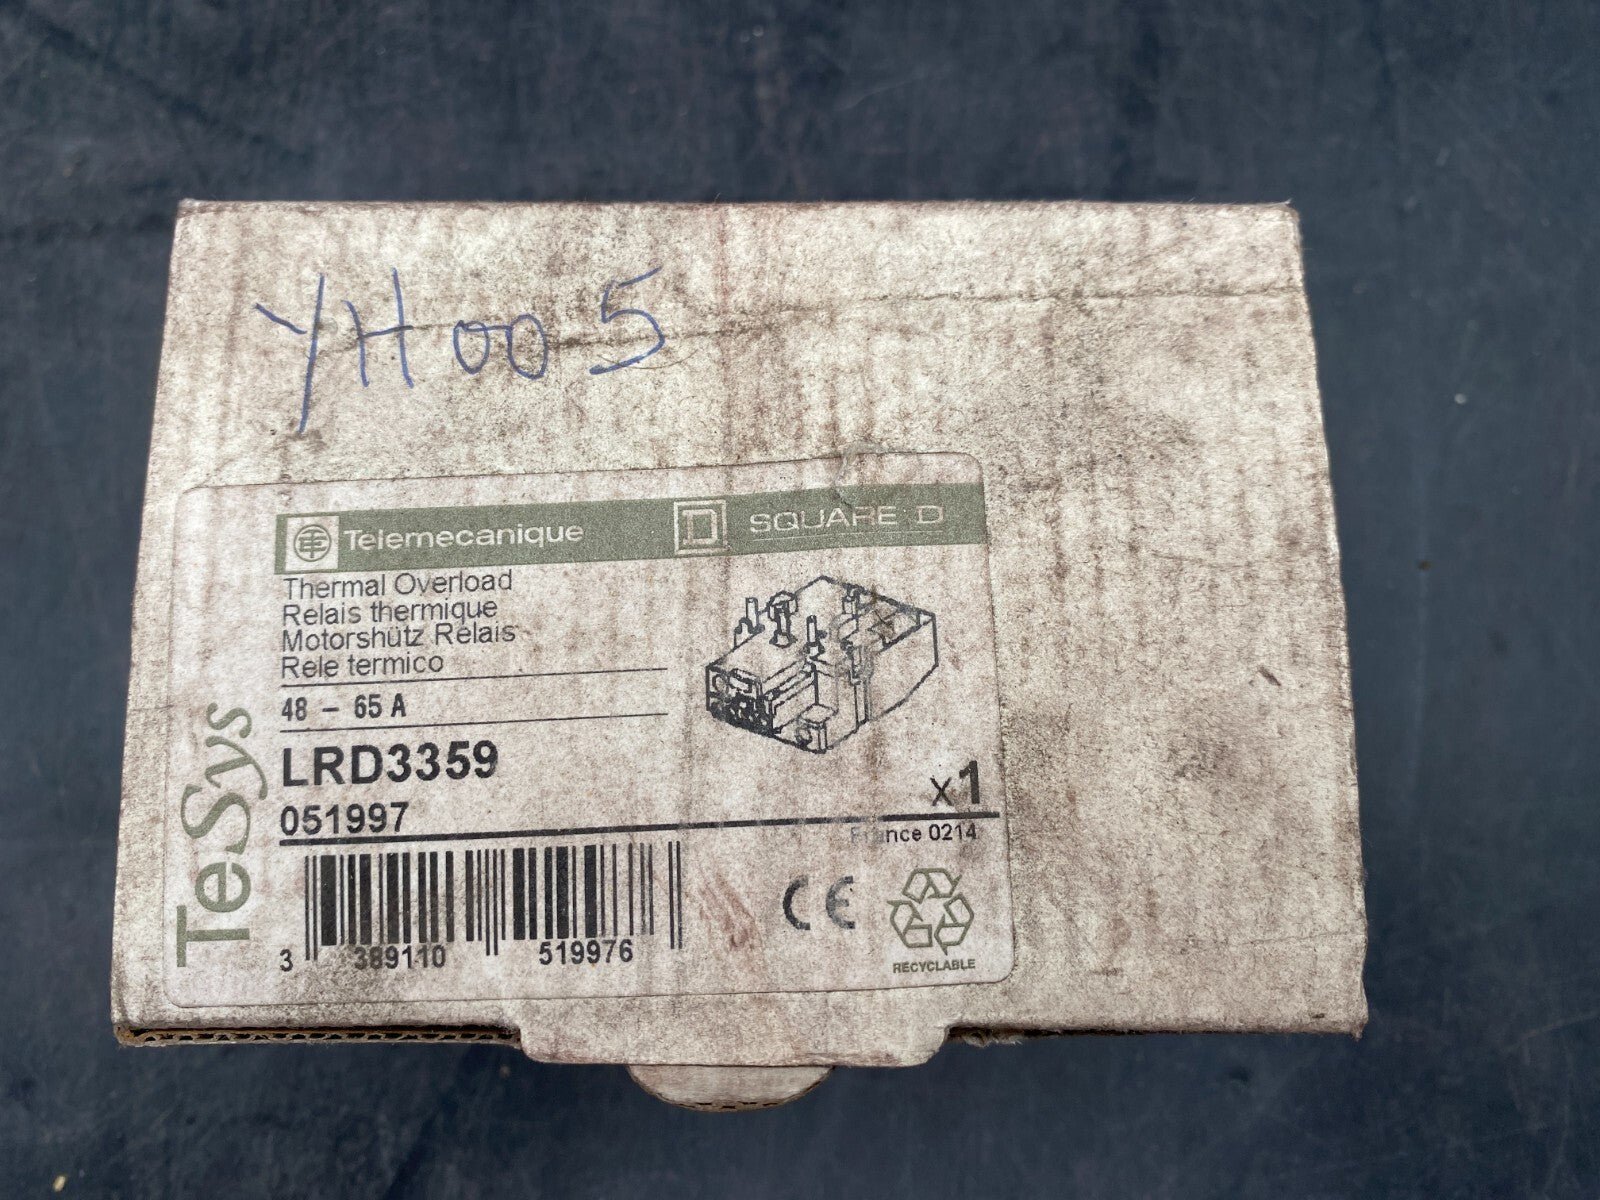 YH005
Telemecanique SQUARE D
Thermal Overload
Relais thermique
Motorshütz Relais
Rele termico
48 - 65 A
LRD3359
051997
x1
France 0214
TeSys
3 389110 519976
CE
RECYCLABLE